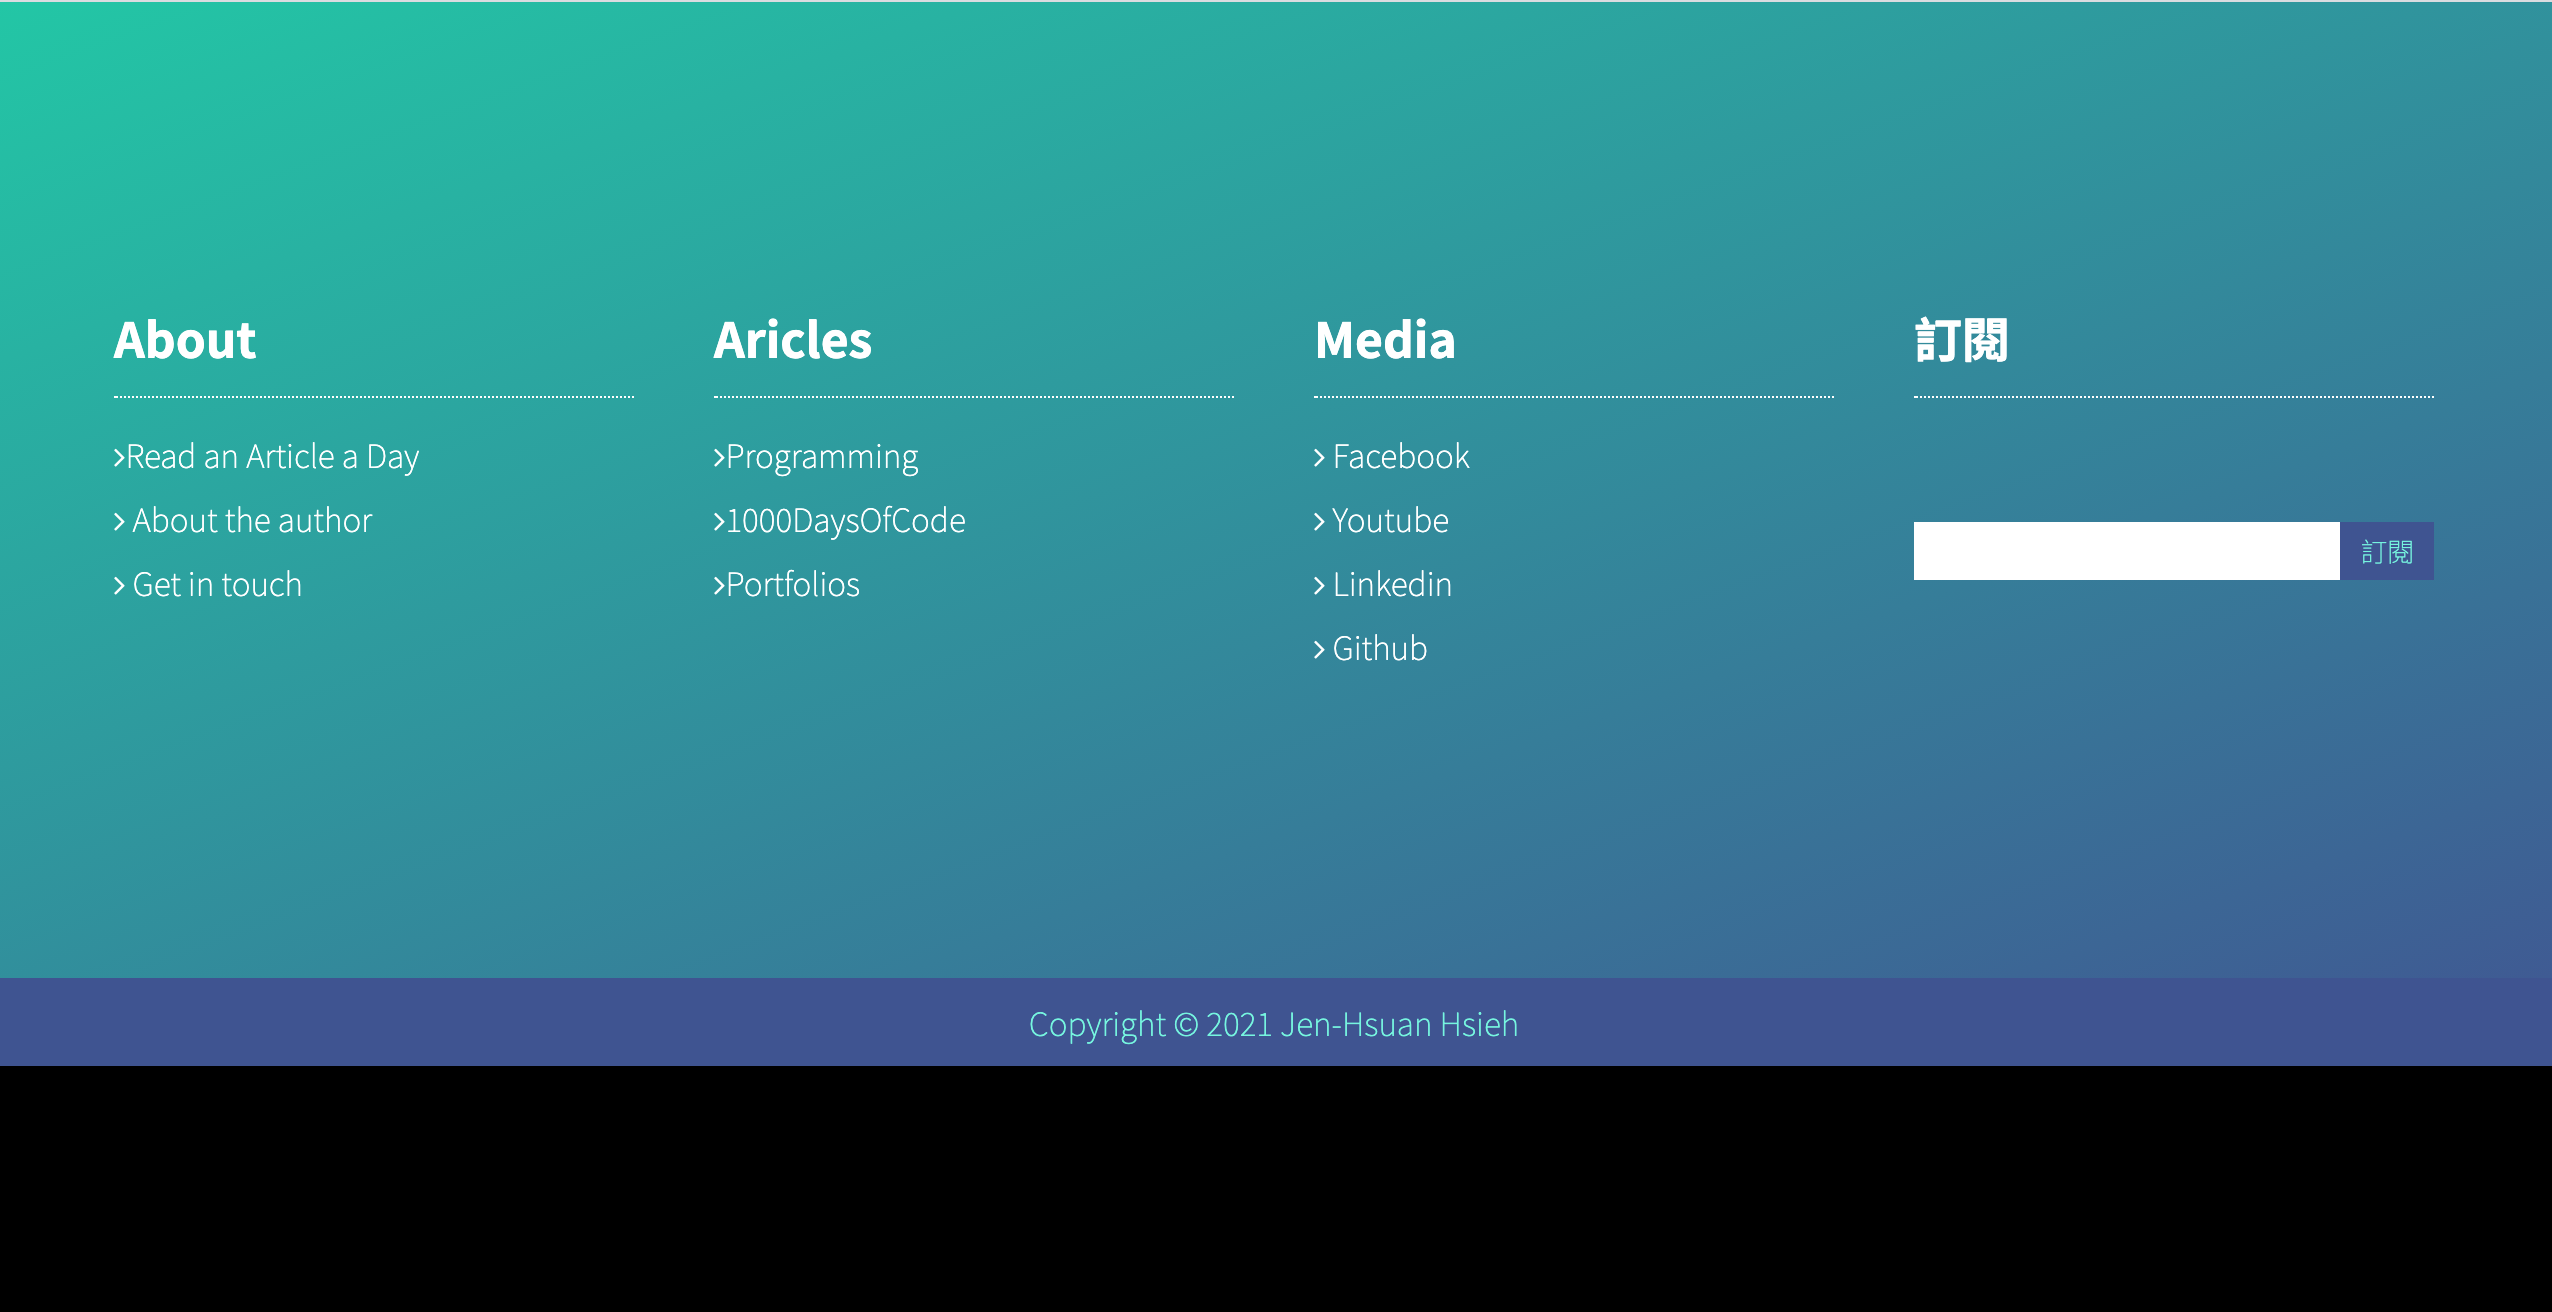 About
>Read an Article a Day
> About the author
> Get in touch
Aricles
>Programming
>1000DaysOfCode
>Portfolios
Media
> Facebook
> Youtube
> Linkedin
> Github
訂閱
訂閱
Copyright © 2021 Jen-Hsuan Hsieh